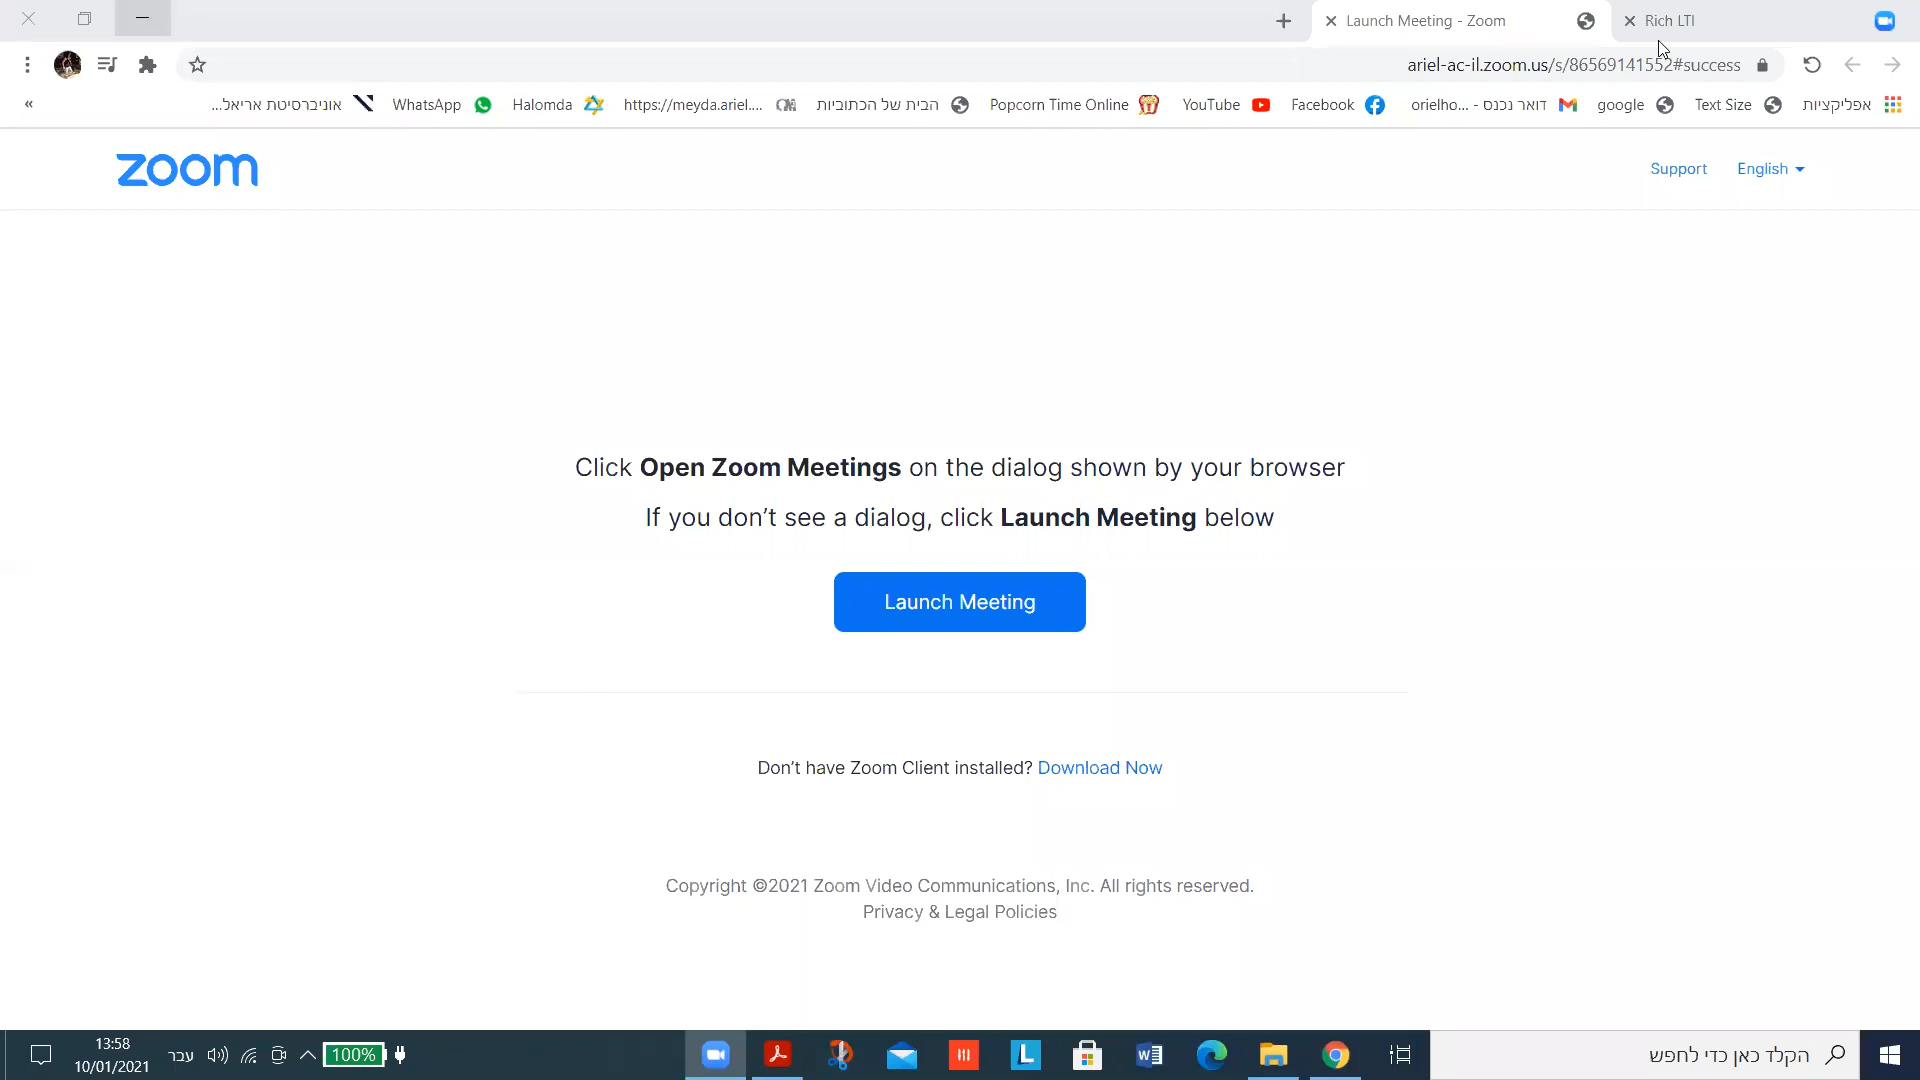 Launch Meeting - Zoom
Rich LTI
ariel-ac-il.zoom.us/s/86569141552#success
אפליקציות
Text Size
google
דואר נכנס - orielho...
Facebook
YouTube
Popcorn Time Online
הבית של הכתוביות
https://meyda.ariel....
Halomda
WhatsApp
אוניברסיטת אריאל...
«
zoom
Support
English
Click Open Zoom Meetings on the dialog shown by your browser
If you don’t see a dialog, click Launch Meeting below
Launch Meeting
Don’t have Zoom Client installed? Download Now
Copyright ©2021 Zoom Video Communications, Inc. All rights reserved.
Privacy & Legal Policies
13:58
10/01/2021
עבר
100%
הקלד כאן כדי לחפש